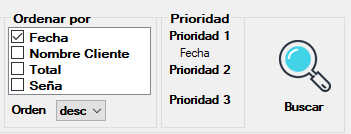 Ordenar por
Fecha
Nombre Cliente
Total
Seña
Orden desc
Prioridad
Prioridad 1
Fecha
Prioridad 2
Prioridad 3
Buscar